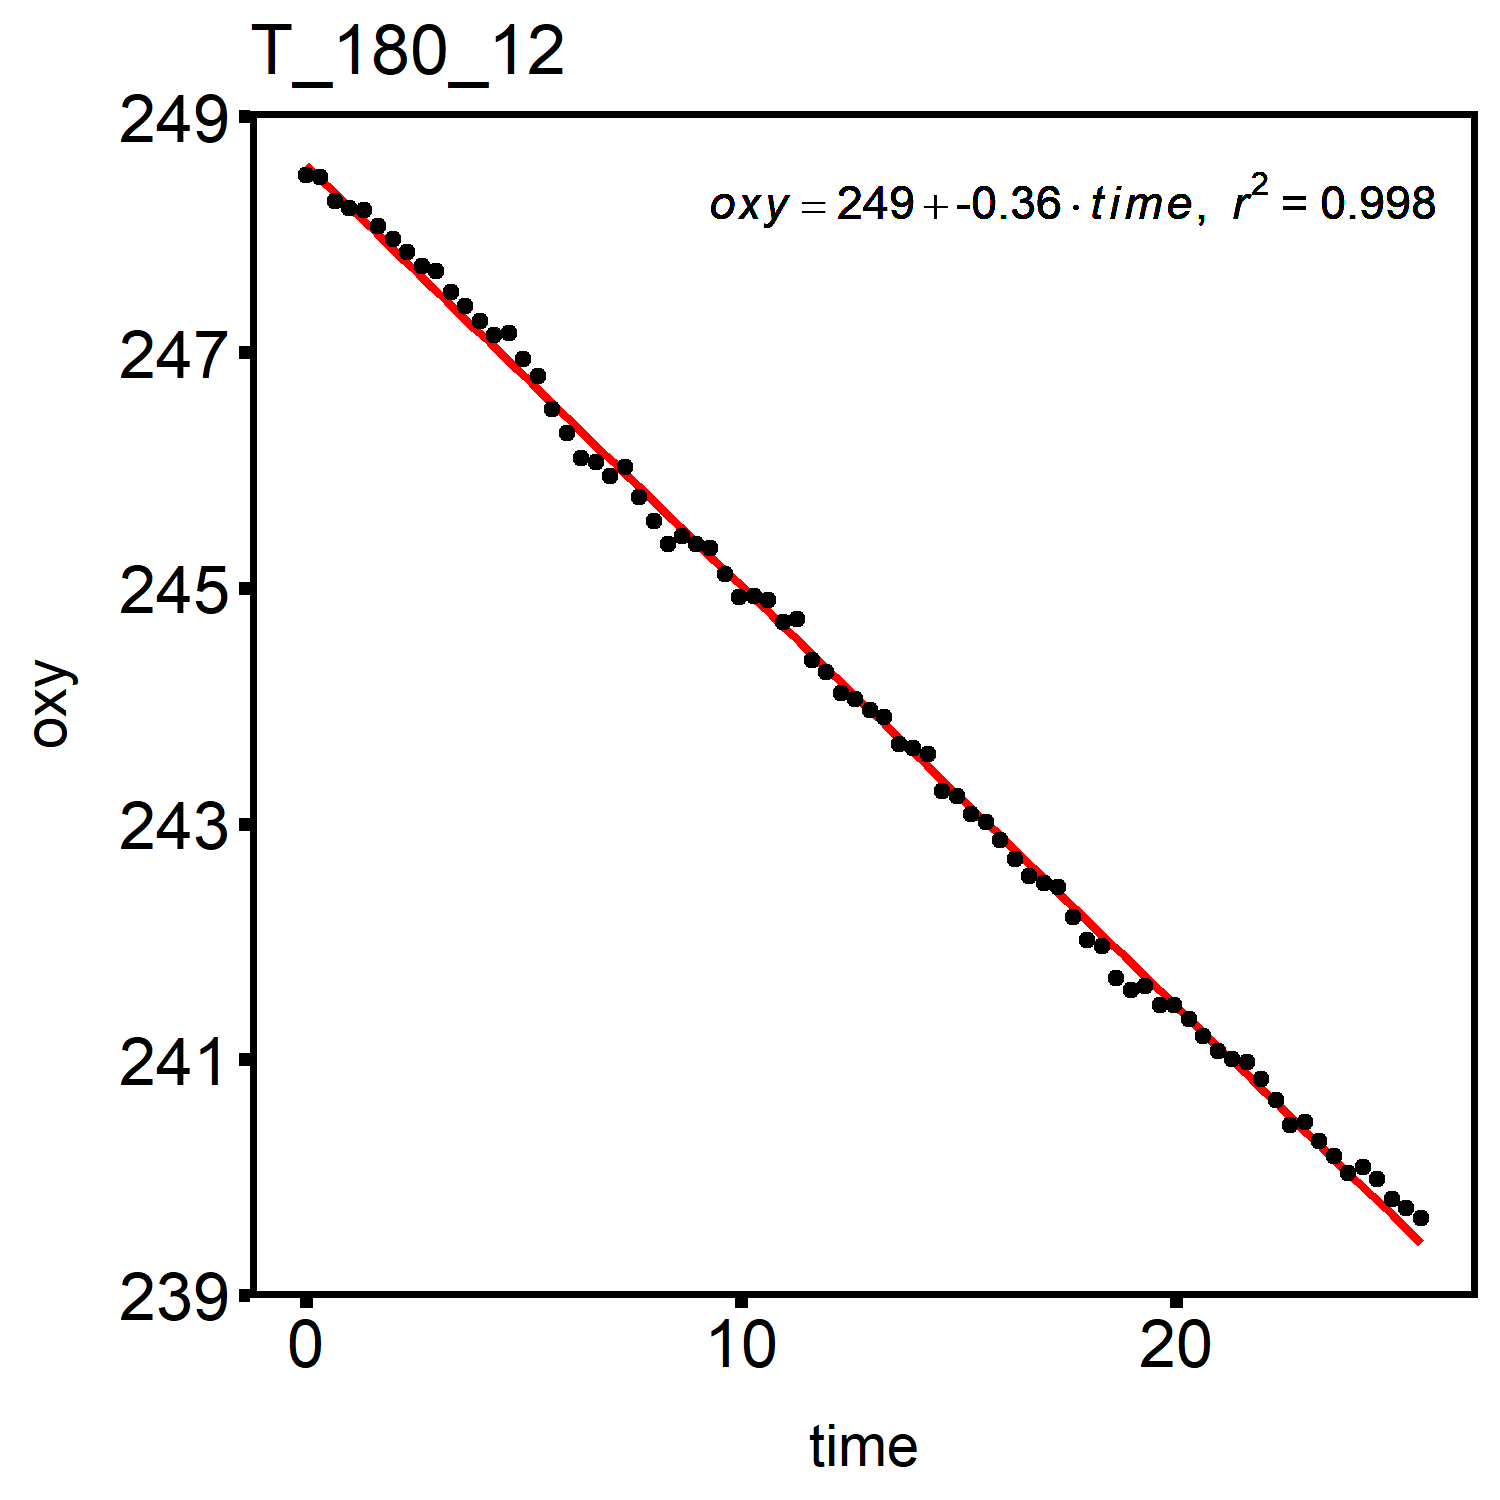 T_180_12
249
oxy = 249 + -0.36 · time, r² = 0.998
247
245
243
241
239
oxy
0 10 20
time